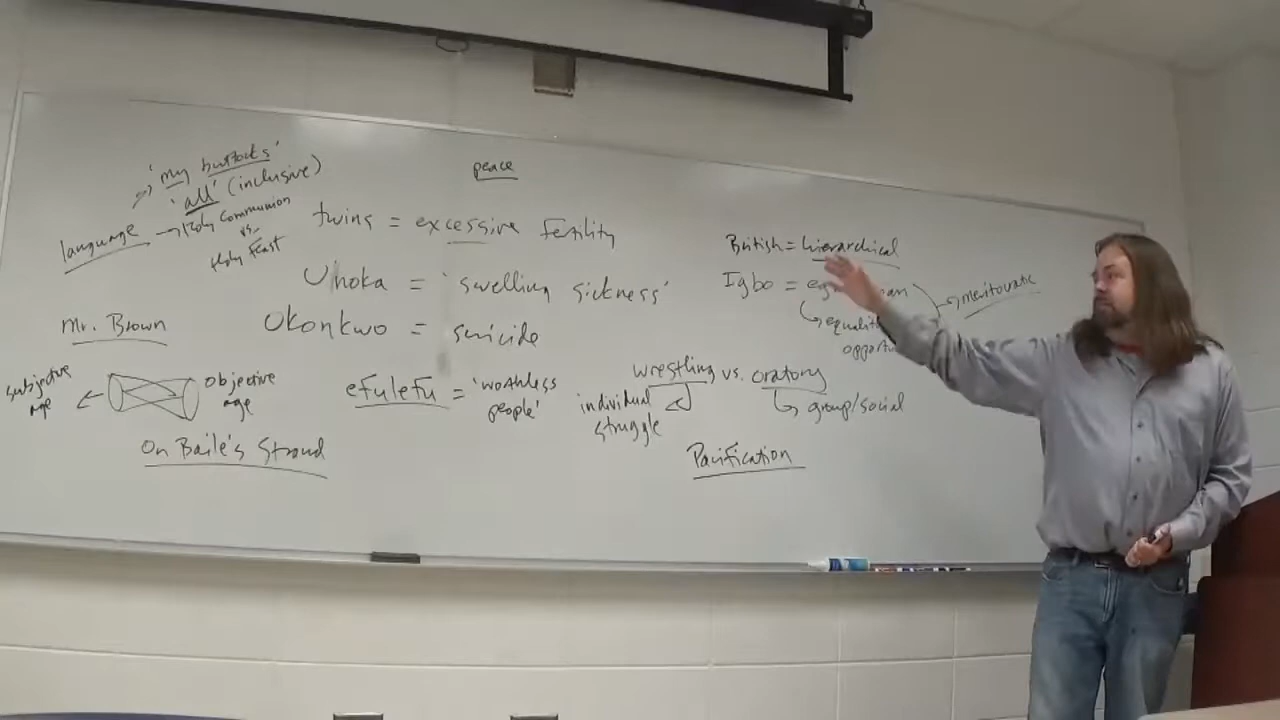 'my buttocks'
'all' (inclusive)
language → Holy Communion
vs.
Holy Feast
peace
twins = excessive fertility
Unoka = 'swelling sickness'
Okonkwo = suicide
efulefu = 'worthless
people'
Mr. Brown
subjective
age
objective
age
On Baile's Strand
British = hierarchical
Igbo =
meritocratic
wrestling vs. oratory
individual
struggle
group/social
Pacification